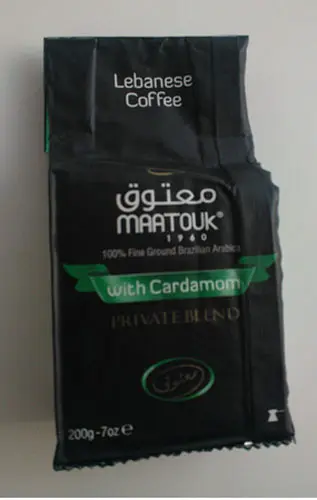 Lebanese
Coffee
معتوق
MAATOUK®
1960
100% Fine Ground Brazilian Arabica
with Cardamom
PRIVATE BLEND
معتوق
200g-7oz e